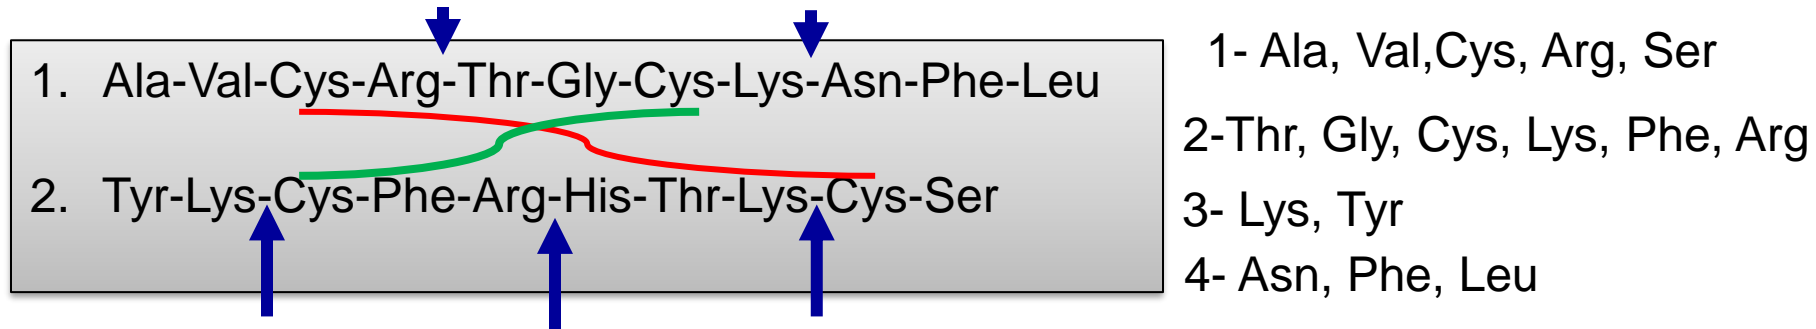 1. Ala-Val-Cys-Arg-Thr-Gly-Cys-Lys-Asn-Phe-Leu
2. Tyr-Lys-Cys-Phe-Arg-His-Thr-Lys-Cys-Ser
1- Ala, Val,Cys, Arg, Ser
2-Thr, Gly, Cys, Lys, Phe, Arg
3- Lys, Tyr
4- Asn, Phe, Leu